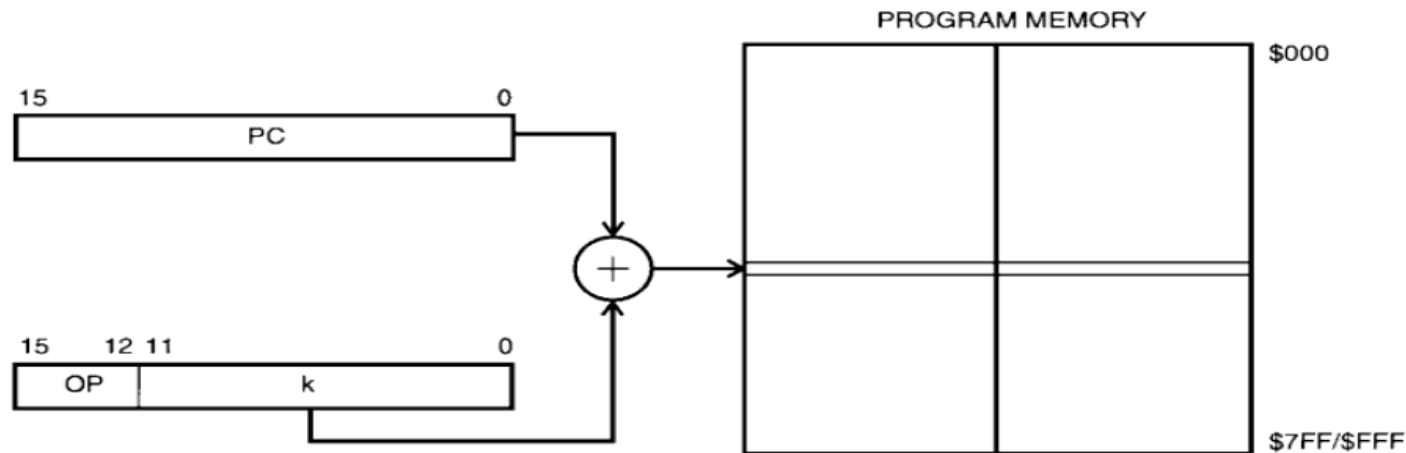 PROGRAM MEMORY
$000
15 0
PC
+
15 12 11 0
OP k
$7FF/$FFF